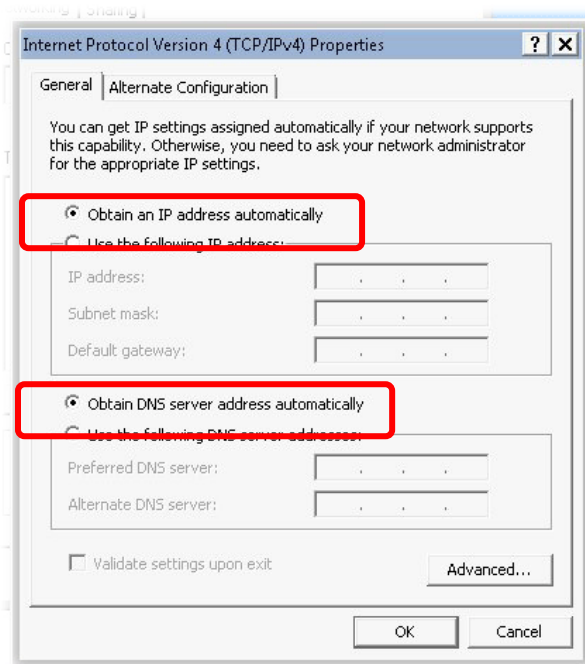 Sharing
Internet Protocol Version 4 (TCP/IPv4) Properties ? X
General Alternate Configuration
You can get IP settings assigned automatically if your network supports
this capability. Otherwise, you need to ask your network administrator
for the appropriate IP settings.
Obtain an IP address automatically
Use the following IP address:
IP address:
Subnet mask:
Default gateway:
Obtain DNS server address automatically
Use the following DNS server addresses:
Preferred DNS server:
Alternate DNS server:
Validate settings upon exit
Advanced...
OK Cancel